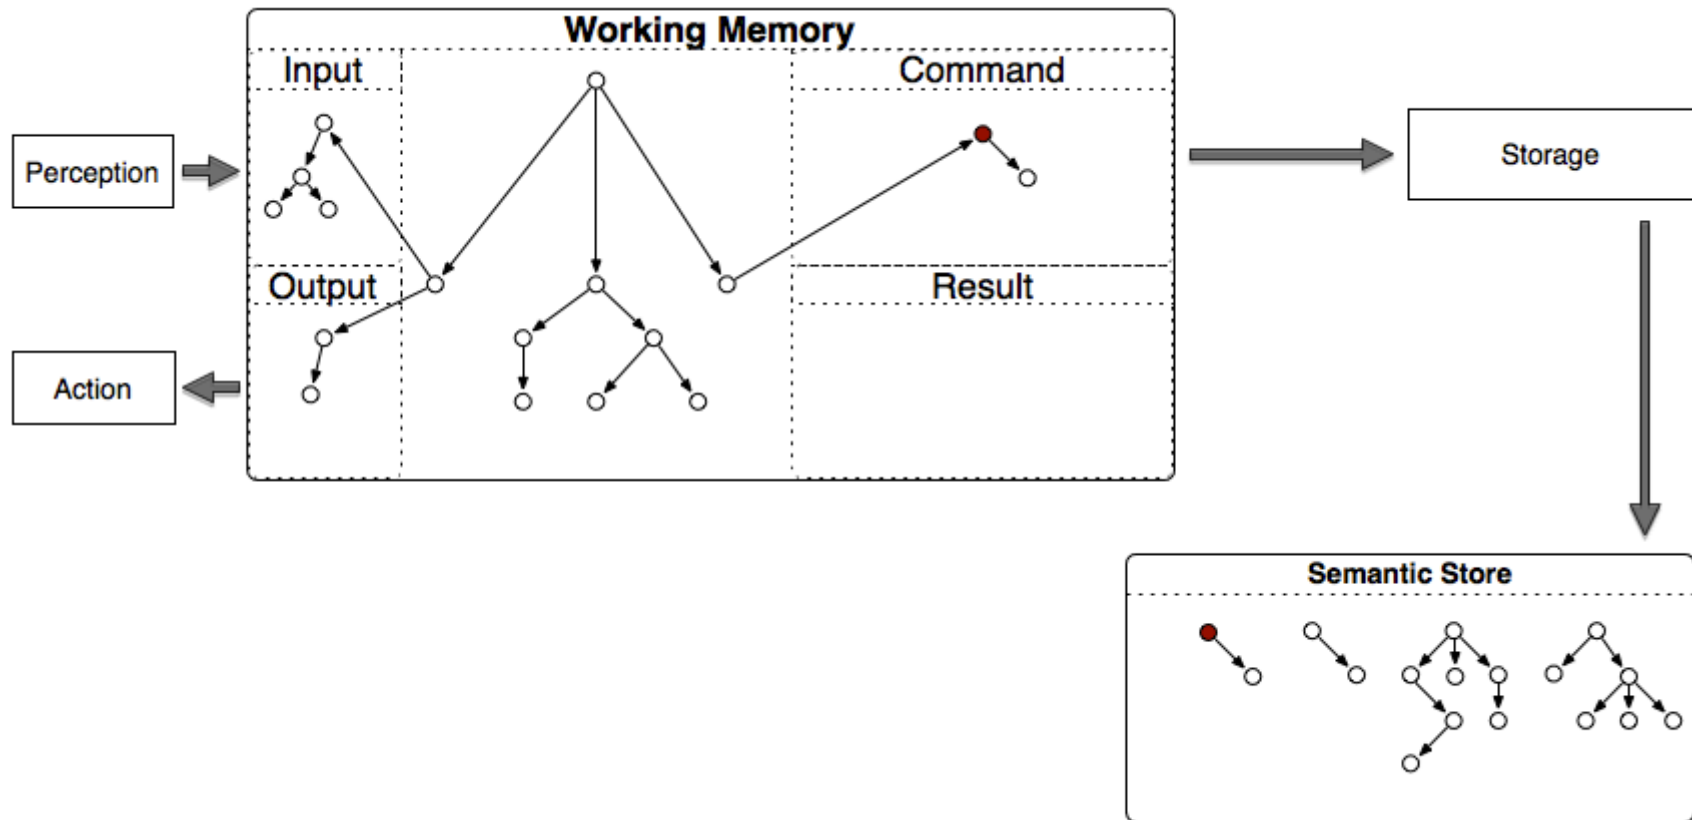 Working Memory
Input
Command
Perception
Storage
Output
Result
Action
Semantic Store